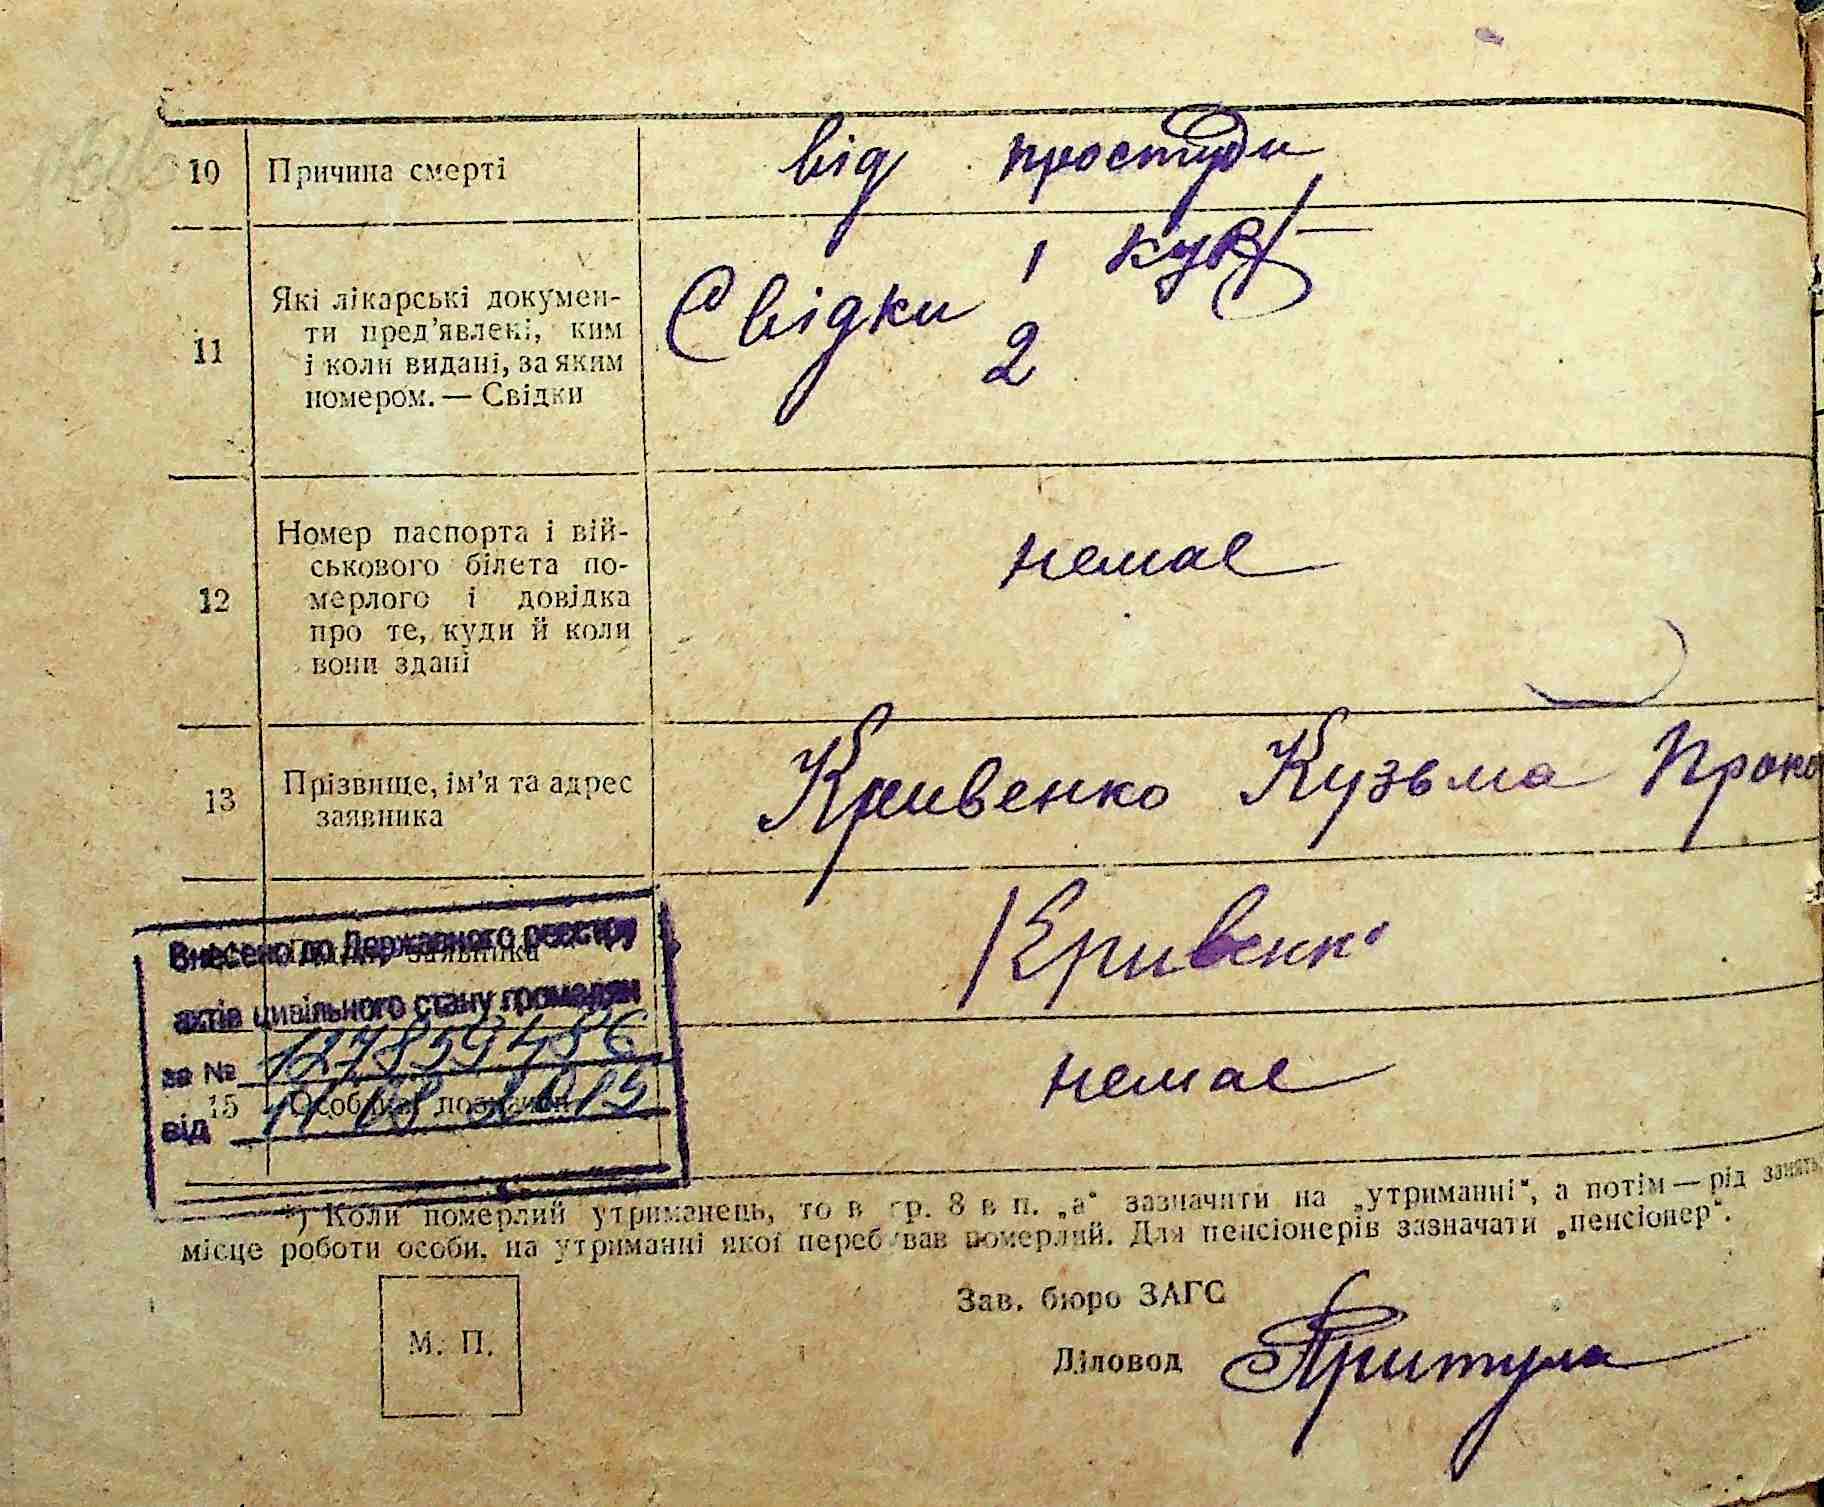 10 Причина смерті від простуди
11 Які лікарські докумен-
ти пред'явлені, ким
і коли видані, за яким
номером. — Свідки
Свідки 1
2
12 Номер паспорта і вій-
ськового білета по-
мерлого і довідка
про те, куди й коли
вони здані
немає
13 Прізвище, ім'я та адрес
заявника
Кривенко Кузьма Проко
Внесено до Державного реєстру
заявника
Кривенко
актів цивільного стану громадян
за №
15
немає
від
*) Коли померлий утриманець, то в гр. 8 в п. „а" зазначити на „утриманні", а потім — рід занять
місце роботи особи, на утриманні якої перебував померлий. Для пенсіонерів зазначати „пенсіонер".
М. П.
Зав. бюро ЗАГС
Діловод Притула